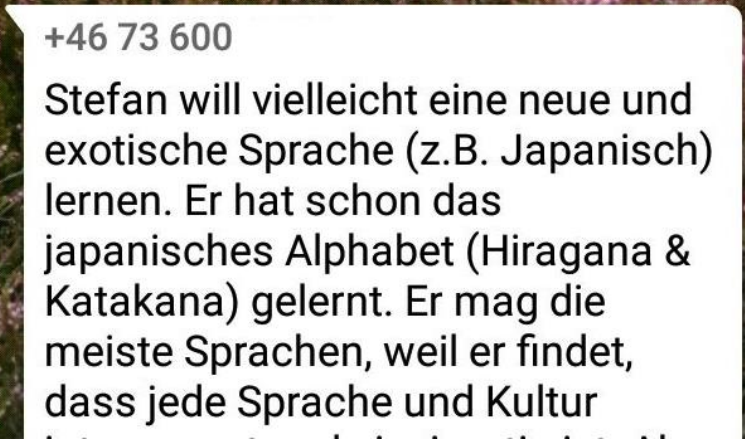 +46 73 600
Stefan will vielleicht eine neue und
exotische Sprache (z.B. Japanisch)
lernen. Er hat schon das
japanisches Alphabet (Hiragana &
Katakana) gelernt. Er mag die
meiste Sprachen, weil er findet,
dass jede Sprache und Kultur